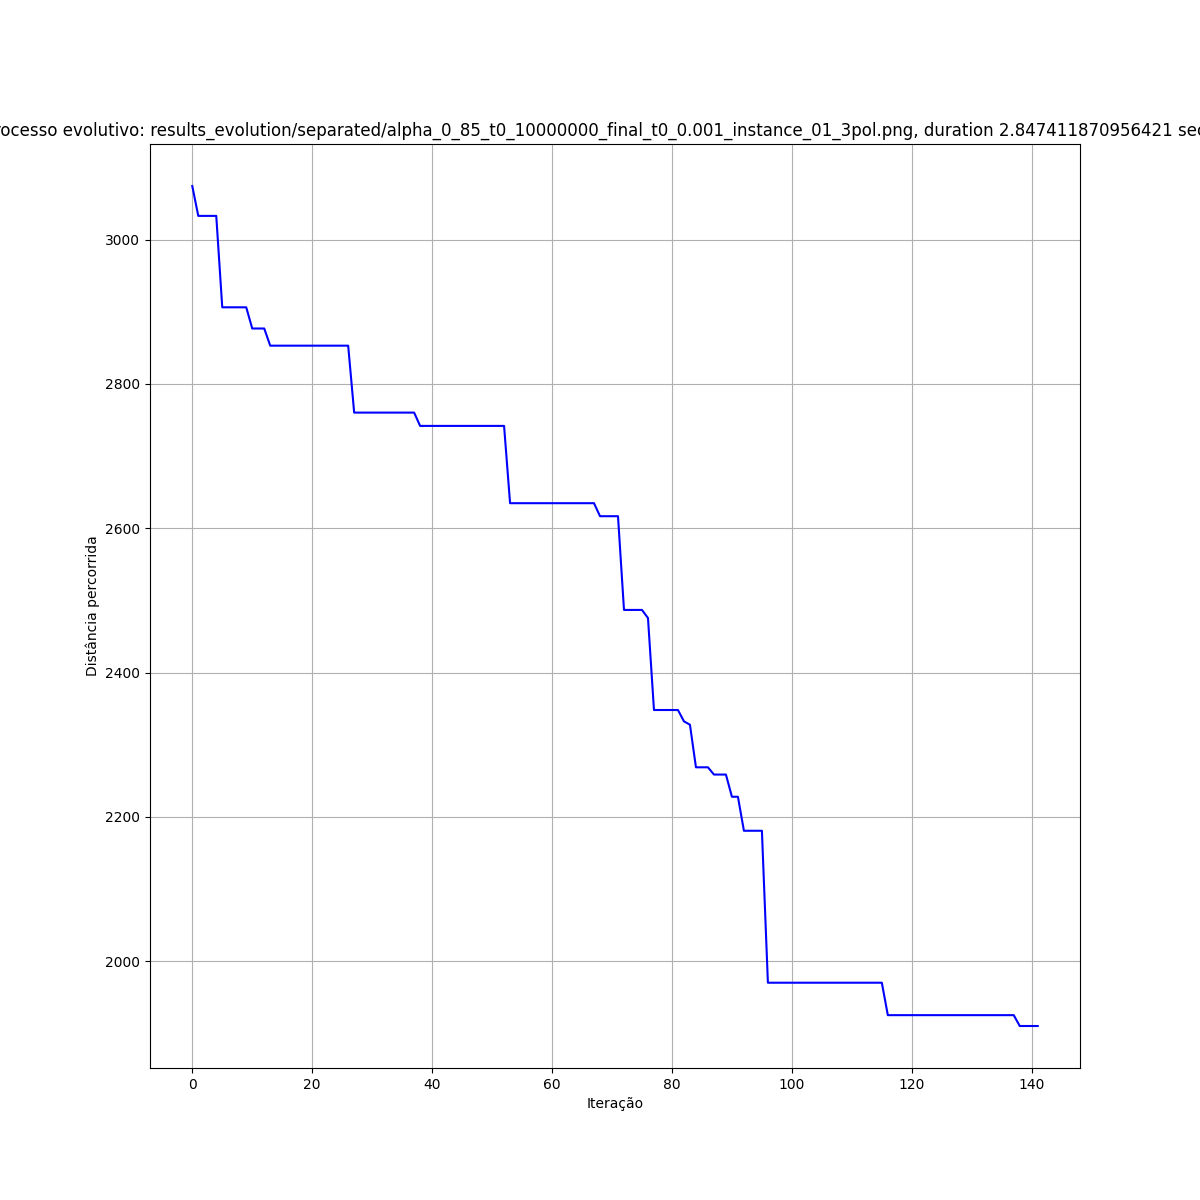 ocesso evolutivo: results_evolution/separated/alpha_0_85_t0_10000000_final_t0_0.001_instance_01_3pol.png, duration 2.847411870956421 sec
3000
2800
2600
2400
2200
2000
Distância percorrida
0 20 40 60 80 100 120 140
Iteração